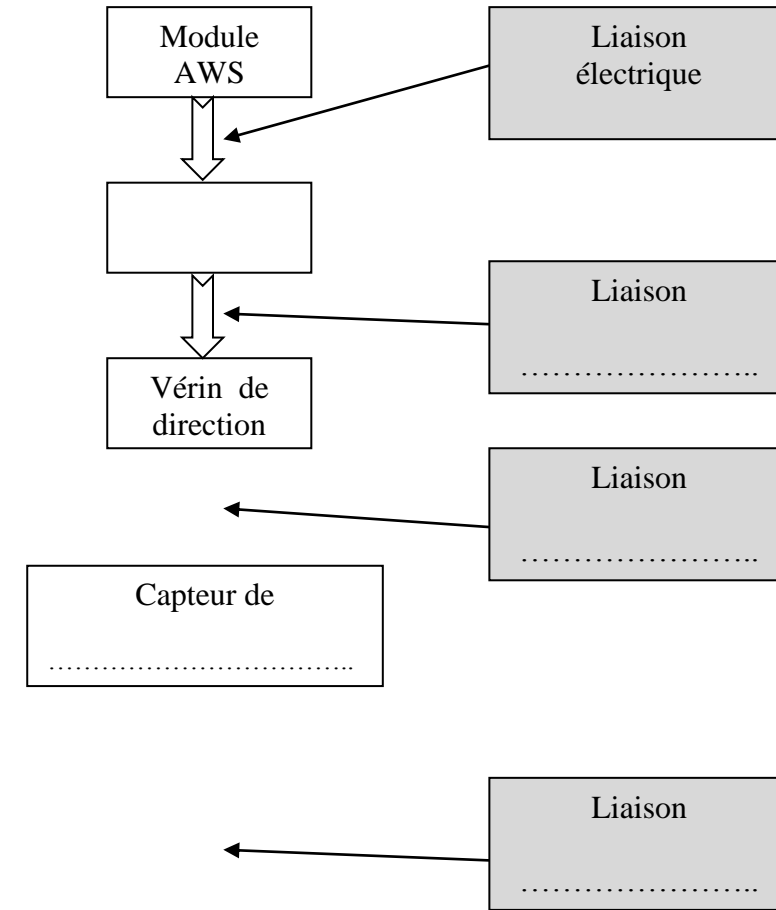 Module
AWS
Liaison
électrique
Liaison
……………………..
Vérin de
direction
Liaison
……………………..
Capteur de
……………………………..
Liaison
……………………..